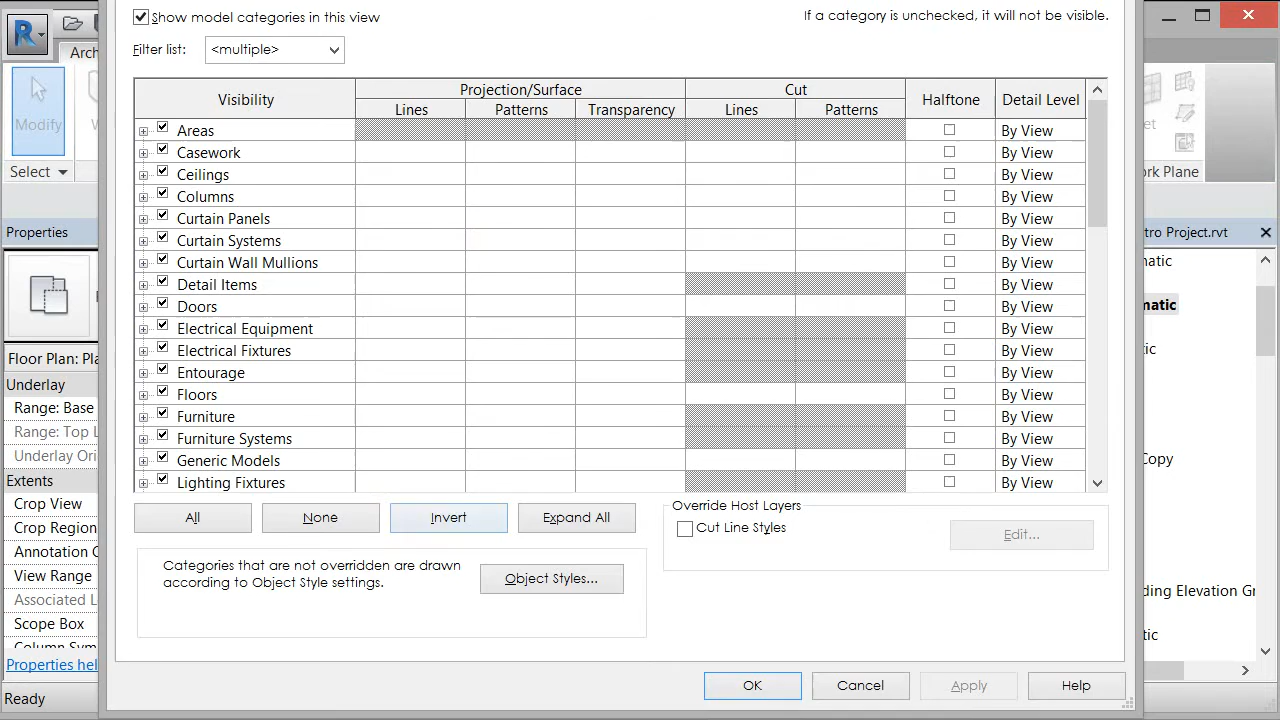 Show model categories in this view
If a category is unchecked, it will not be visible.
Filter list: <multiple>
Visibility
Projection/Surface
Cut
Halftone
Detail Level
Lines Patterns Transparency Lines Patterns
Areas By View
Casework By View
Ceilings By View
Columns By View
Curtain Panels By View
Curtain Systems By View
Curtain Wall Mullions By View
Detail Items By View
Doors By View
Electrical Equipment By View
Electrical Fixtures By View
Entourage By View
Floors By View
Furniture By View
Furniture Systems By View
Generic Models By View
Lighting Fixtures By View
All None Invert Expand All
Override Host Layers
Cut Line Styles Edit...
Categories that are not overridden are drawn
according to Object Style settings.
Object Styles...
OK Cancel Apply Help
R
Arch
Modify W
Select
Properties
Floor Plan: Pla
Underlay
Range: Base
Range: Top L
Underlay Ori
Extents
Crop View
Crop Region
Annotation C
View Range
Associated L
Scope Box
Column Sym
Properties hel
Ready
et
rk Plane
tro Project.rvt
matic
matic
tic
Copy
ding Elevation Gr
tic